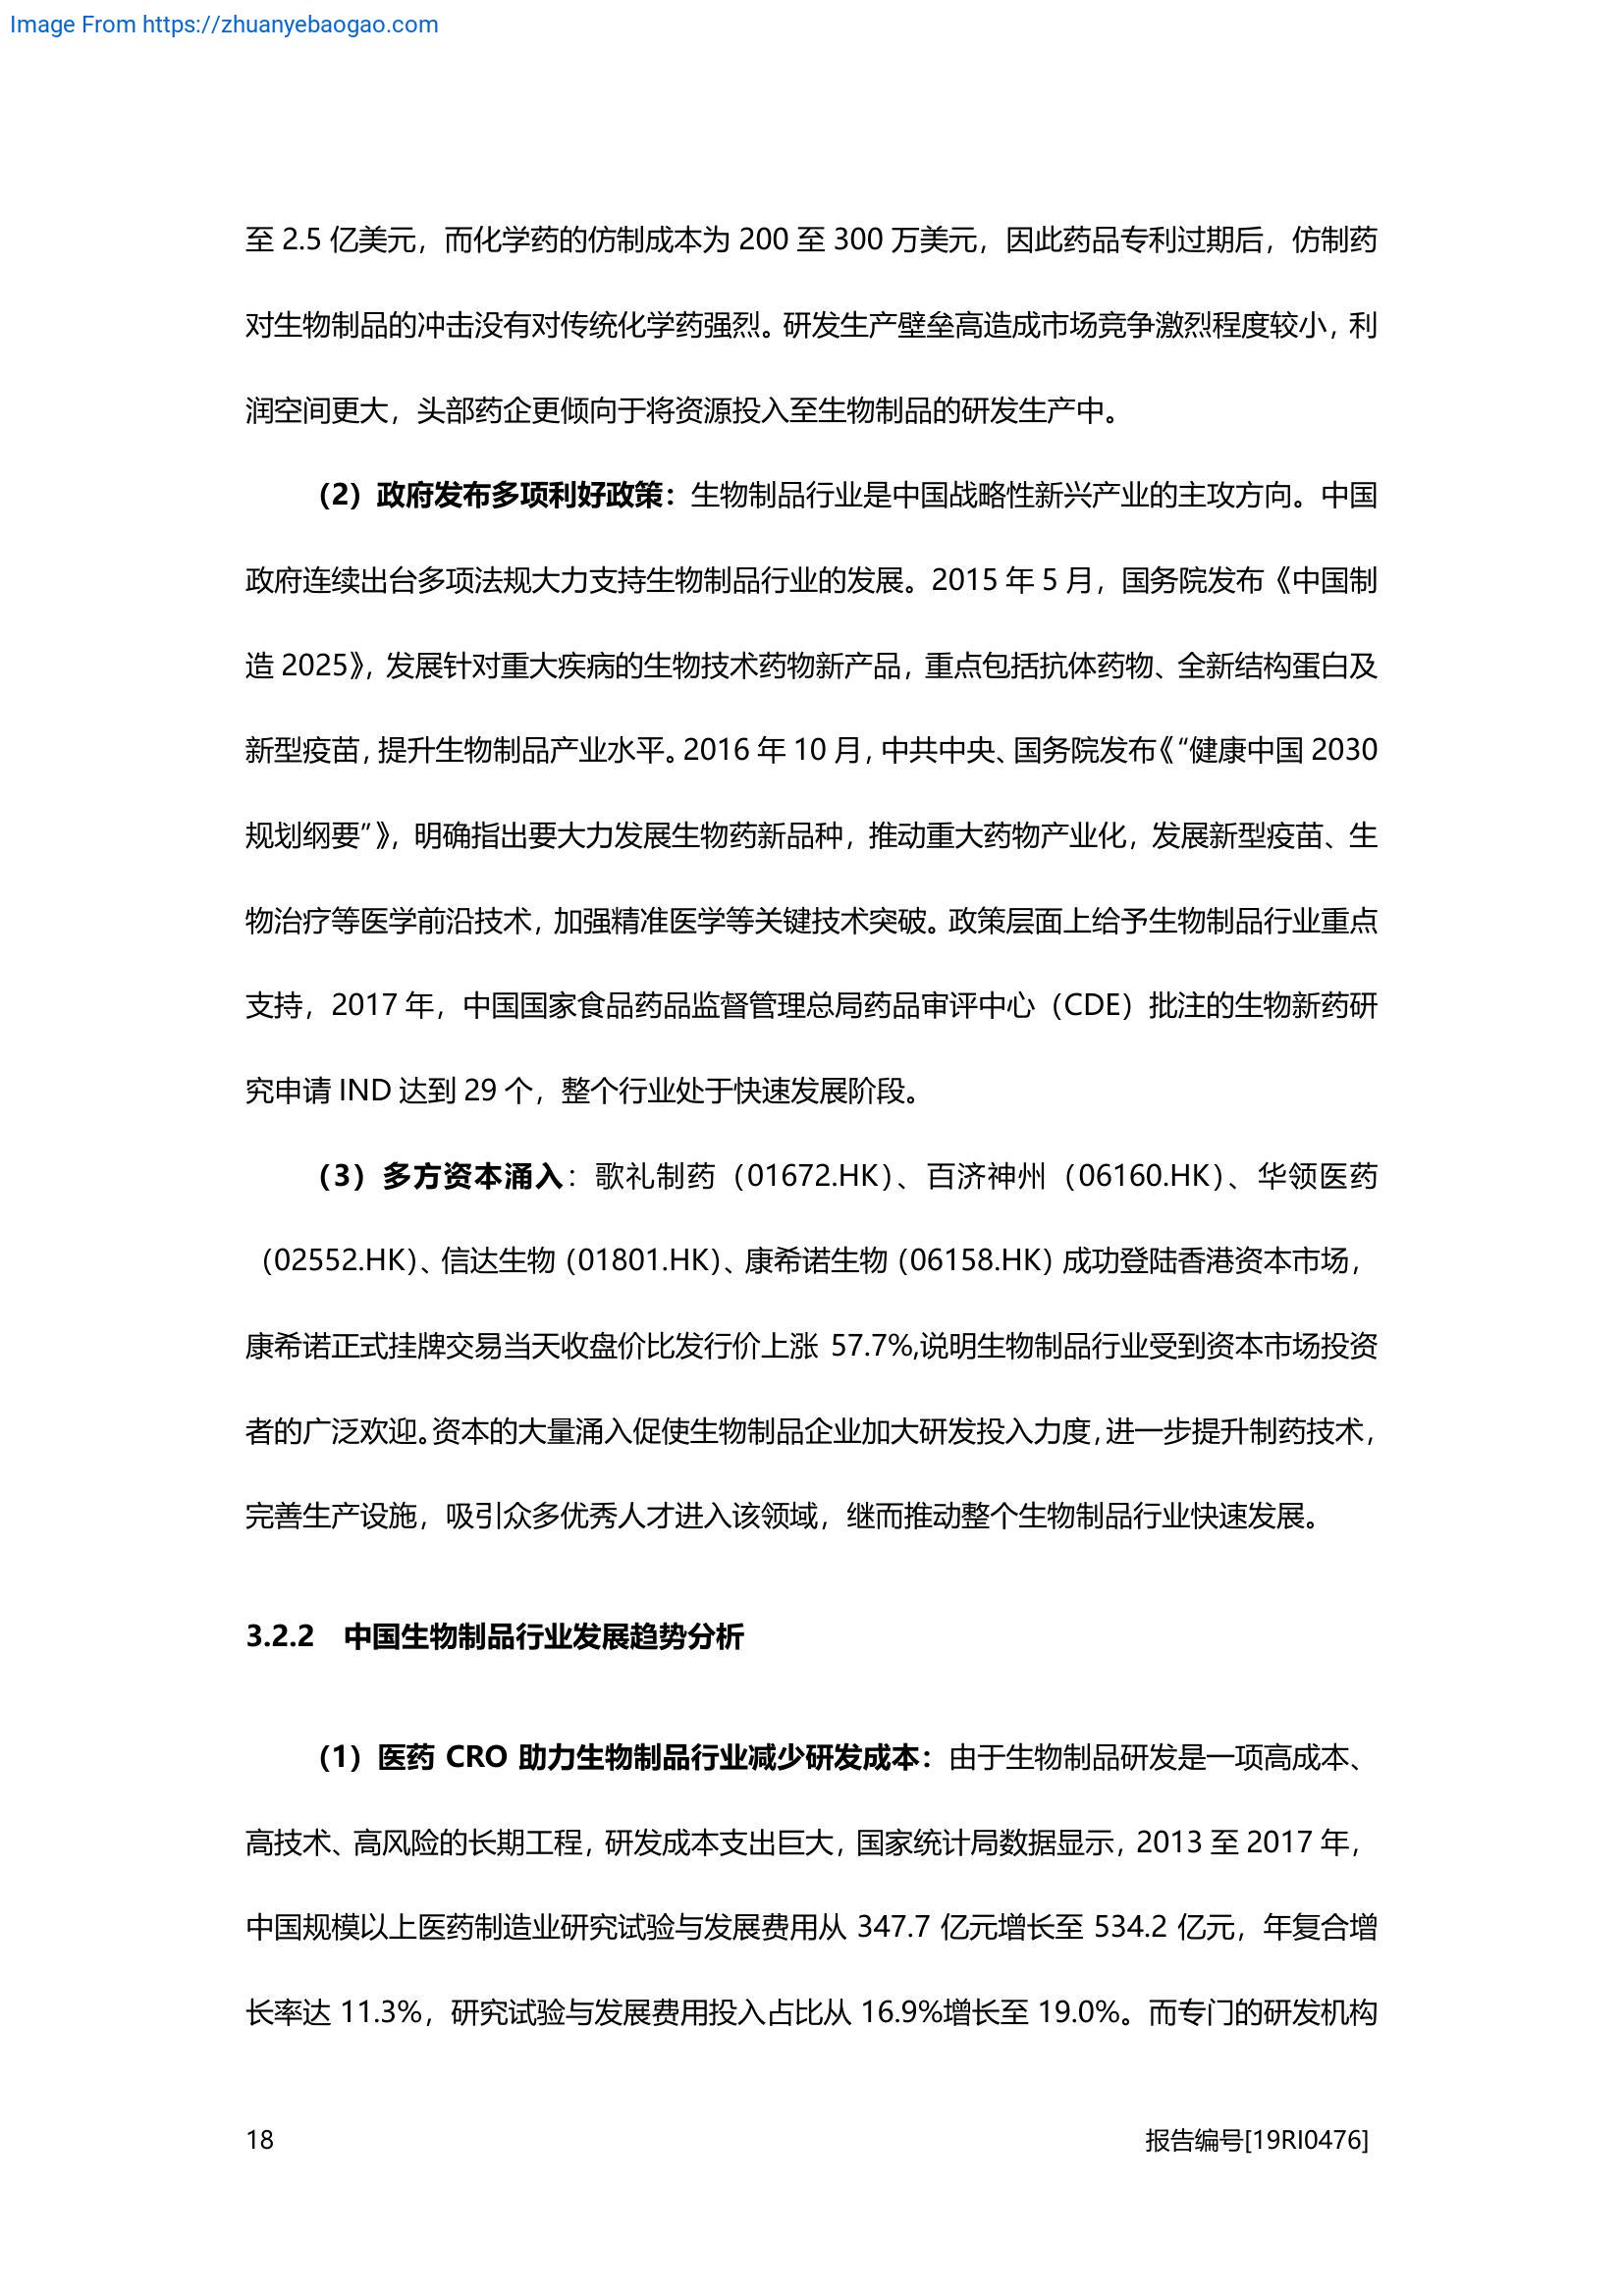 Image From https://zhuanyebaogao.com
至 2.5 亿美元，而化学药的仿制成本为 200 至 300 万美元，因此药品专利过期后，仿制药
对生物制品的冲击没有对传统化学药强烈。研发生产壁垒高造成市场竞争激烈程度较小，利
润空间更大，头部药企更倾向于将资源投入至生物制品的研发生产中。
（2）政府发布多项利好政策：生物制品行业是中国战略性新兴产业的主攻方向。中国
政府连续出台多项法规大力支持生物制品行业的发展。2015 年 5 月，国务院发布《中国制
造 2025》，发展针对重大疾病的生物技术药物新产品，重点包括抗体药物、全新结构蛋白及
新型疫苗，提升生物制品产业水平。2016 年 10 月，中共中央、国务院发布《“健康中国 2030
规划纲要”》，明确指出要大力发展生物药新品种，推动重大药物产业化，发展新型疫苗、生
物治疗等医学前沿技术，加强精准医学等关键技术突破。政策层面上给予生物制品行业重点
支持，2017 年，中国国家食品药品监督管理总局药品审评中心（CDE）批注的生物新药研
究申请 IND 达到 29 个，整个行业处于快速发展阶段。
（3）多方资本涌入：歌礼制药（01672.HK）、百济神州（06160.HK）、华领医药
（02552.HK）、信达生物（01801.HK）、康希诺生物（06158.HK）成功登陆香港资本市场，
康希诺正式挂牌交易当天收盘价比发行价上涨 57.7%,说明生物制品行业受到资本市场投资
者的广泛欢迎。资本的大量涌入促使生物制品企业加大研发投入力度，进一步提升制药技术，
完善生产设施，吸引众多优秀人才进入该领域，继而推动整个生物制品行业快速发展。
3.2.2 中国生物制品行业发展趋势分析
（1）医药 CRO 助力生物制品行业减少研发成本：由于生物制品研发是一项高成本、
高技术、高风险的长期工程，研发成本支出巨大，国家统计局数据显示，2013 至 2017 年，
中国规模以上医药制造业研究试验与发展费用从 347.7 亿元增长至 534.2 亿元，年复合增
长率达 11.3%，研究试验与发展费用投入占比从 16.9%增长至 19.0%。而专门的研发机构
18
报告编号[19RI0476]